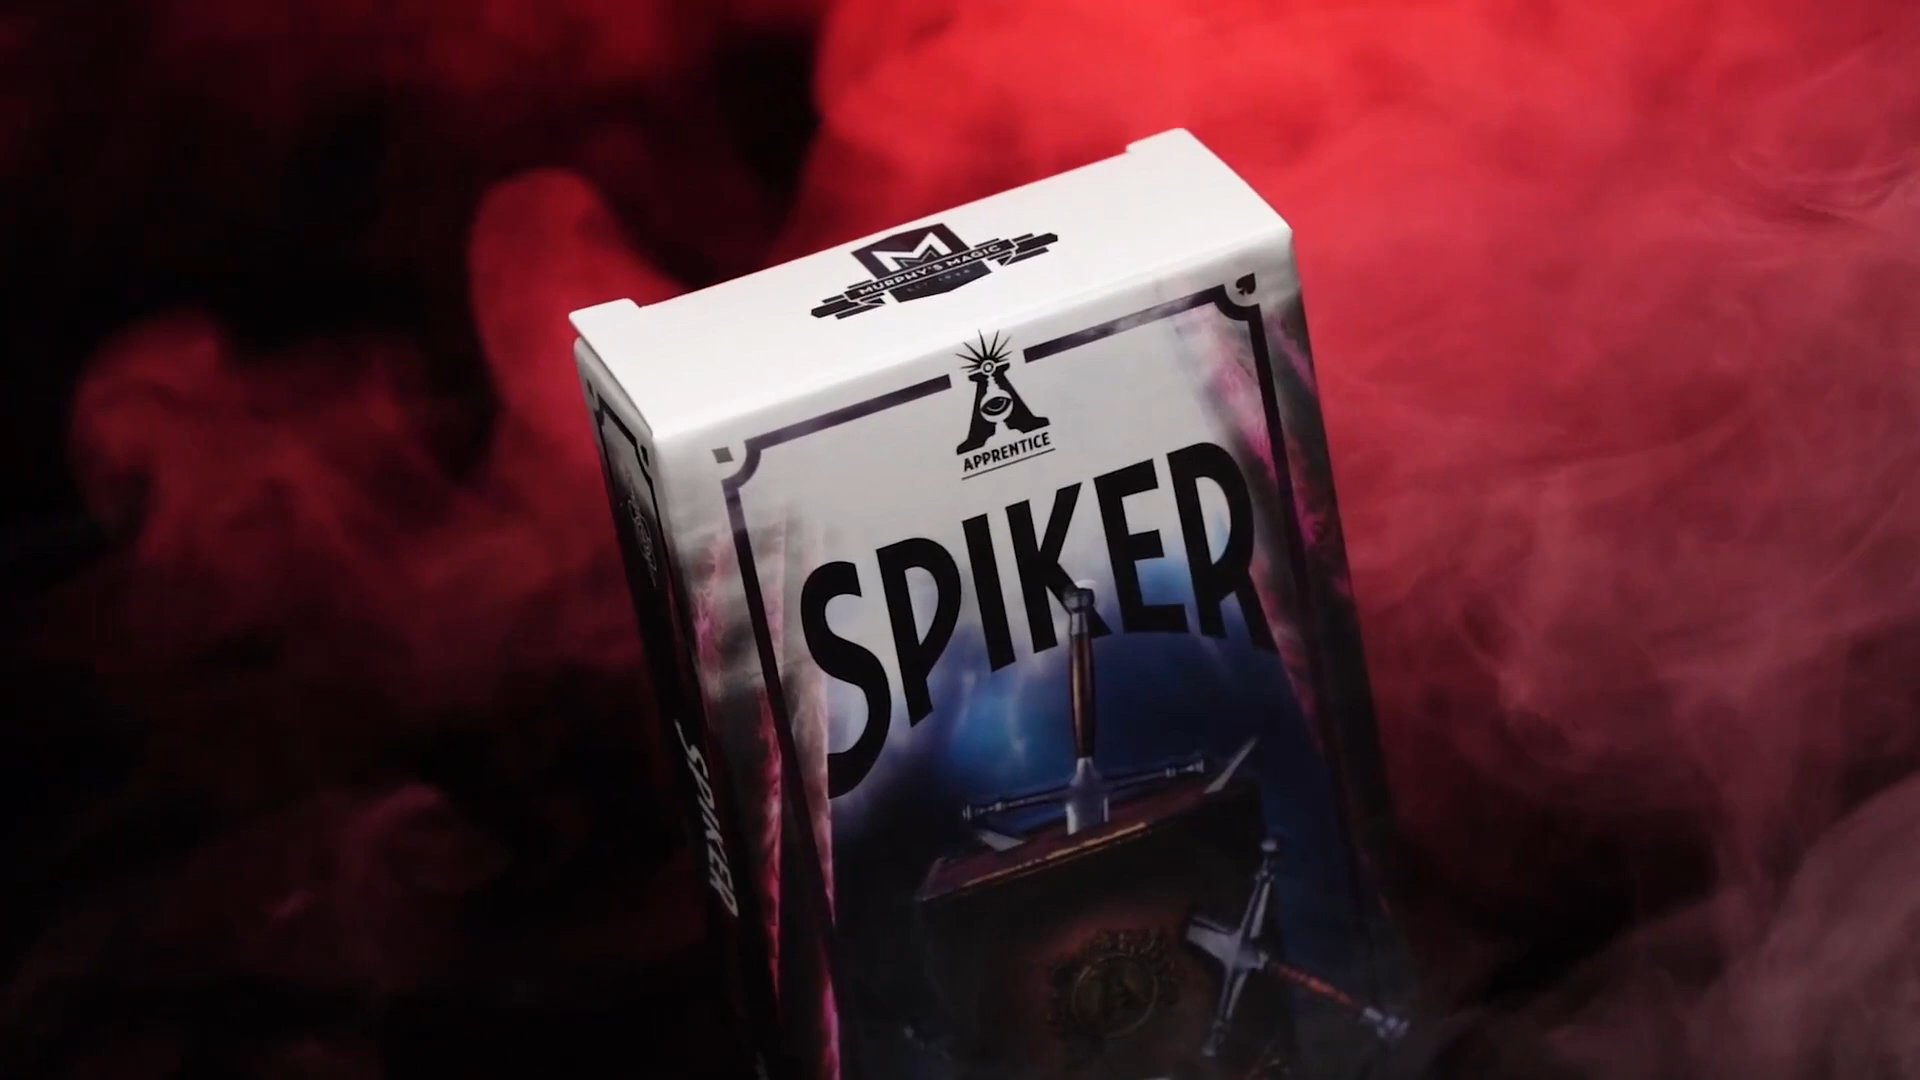 M
MURPHY'S MAGIC
APPRENTICE
SPIKER
SPIKER
A